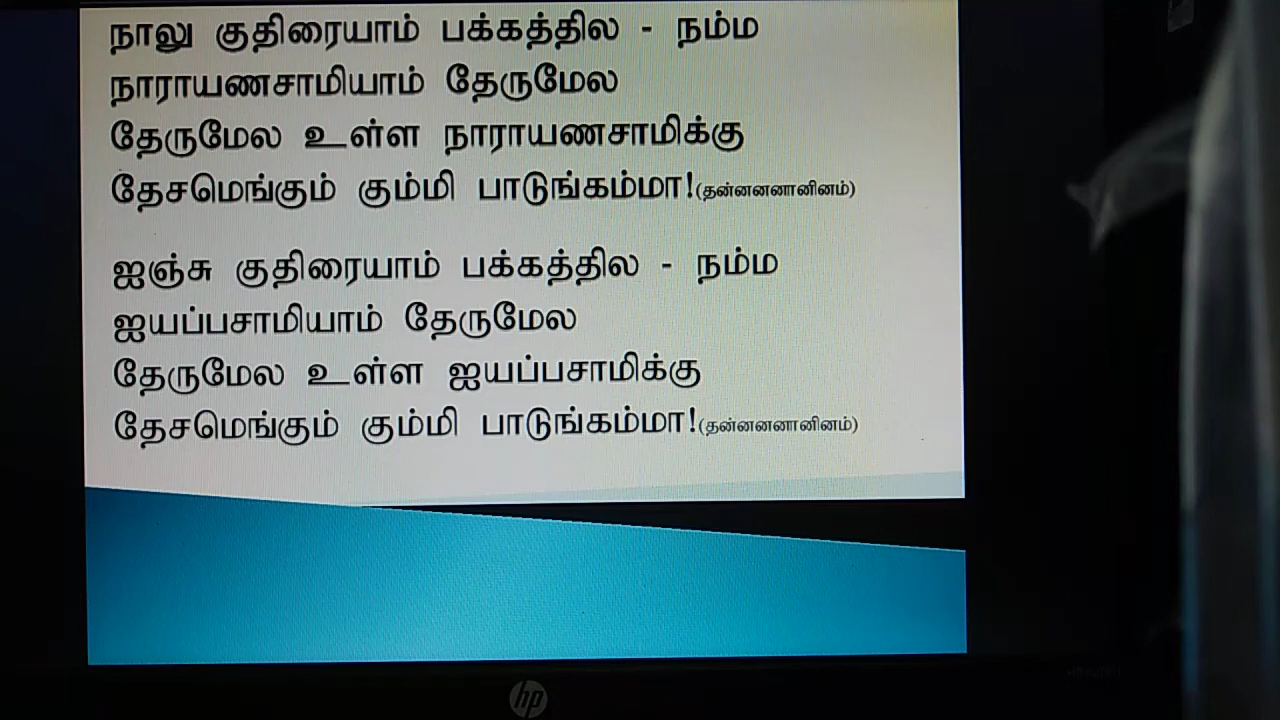 நாலு குதிரையாம் பக்கத்தில - நம்ம
நாராயணசாமியாம் தேருமேல
தேருமேல உள்ள நாராயணசாமிக்கு
தேசமெங்கும் கும்மி பாடுங்கம்மா!(தன்னனனானினம்)
ஐஞ்சு குதிரையாம் பக்கத்தில - நம்ம
ஐயப்பசாமியாம் தேருமேல
தேருமேல உள்ள ஐயப்பசாமிக்கு
தேசமெங்கும் கும்மி பாடுங்கம்மா!(தன்னனனானினம்)
hp